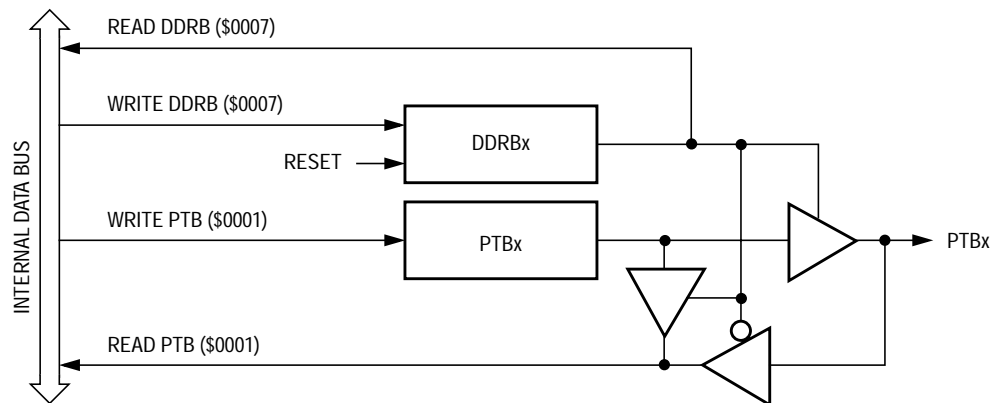 READ DDRB ($0007)
WRITE DDRB ($0007)
DDRBx
RESET
INTERNAL DATA BUS
WRITE PTB ($0001)
PTBx
PTBx
READ PTB ($0001)